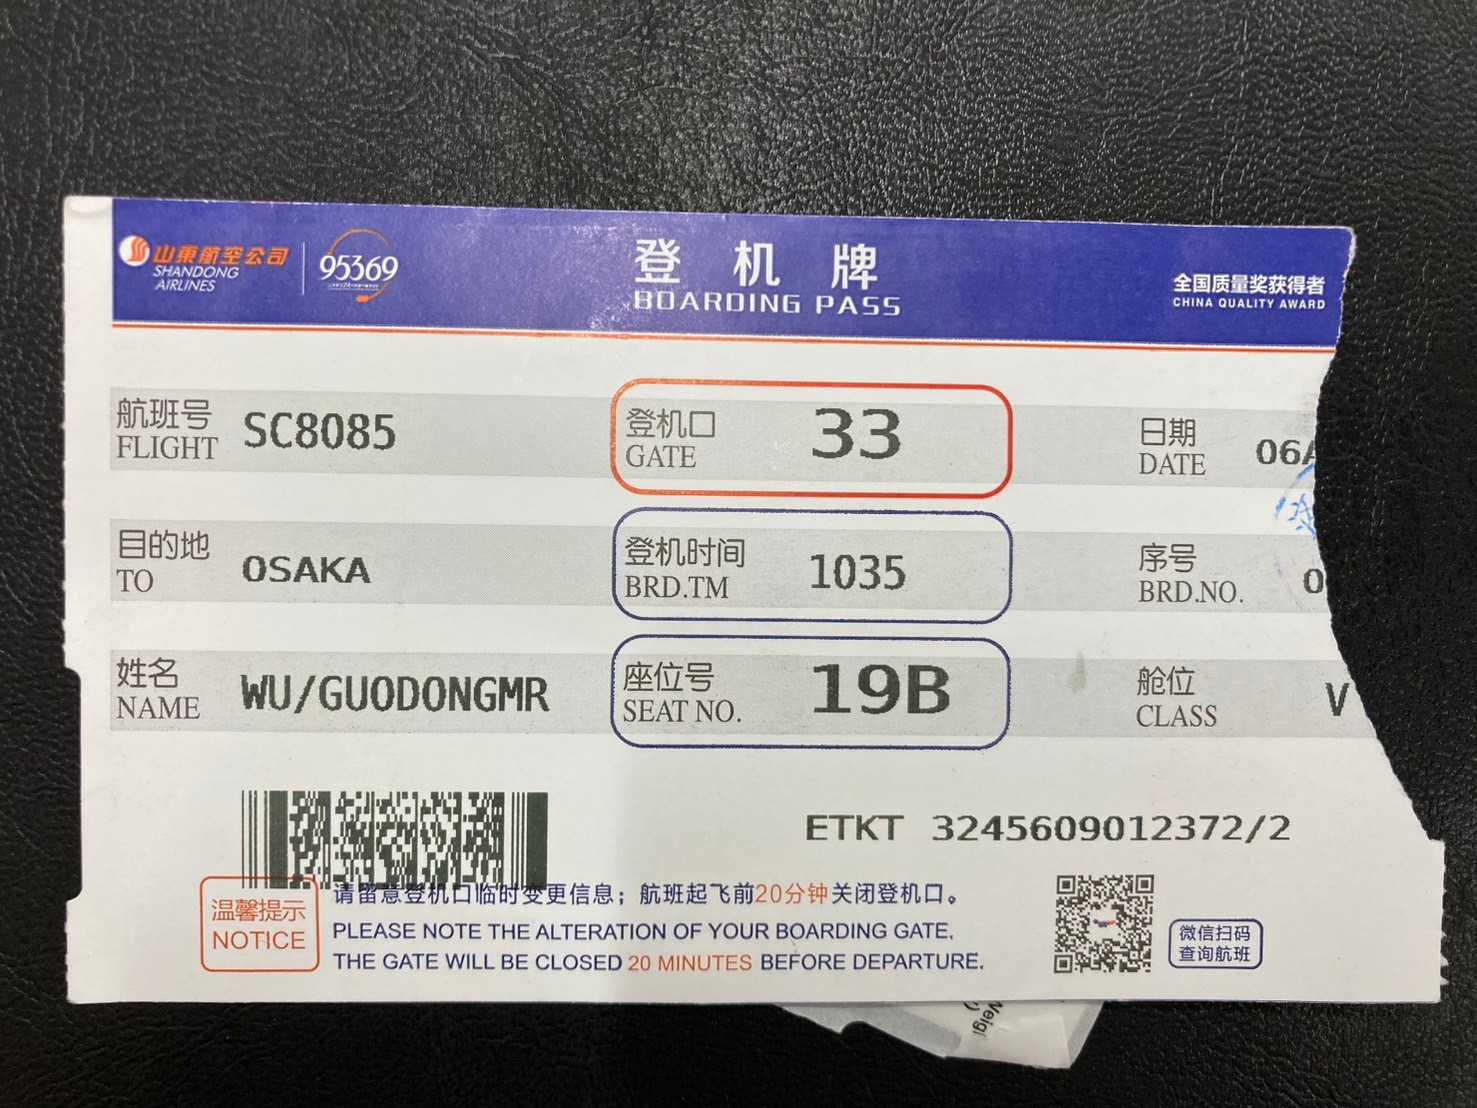 山東航空公司
SHANDONG
AIRLINES
95369
登机牌
BOARDING PASS
全国质量奖获得者
CHINA QUALITY AWARD
航班号
FLIGHT
SC8085
登机口
GATE
33
日期
DATE
06A
目的地
TO
OSAKA
登机时间
BRD.TM
1035
序号
BRD.NO.
0
姓名
NAME
WU/GUODONGMR
座位号
SEAT NO.
19B
舱位
CLASS
V
ETKT 3245609012372/2
温馨提示
NOTICE
请留意登机口临时变更信息；航班起飞前20分钟关闭登机口。
PLEASE NOTE THE ALTERATION OF YOUR BOARDING GATE.
THE GATE WILL BE CLOSED 20 MINUTES BEFORE DEPARTURE.
微信扫码
查询航班